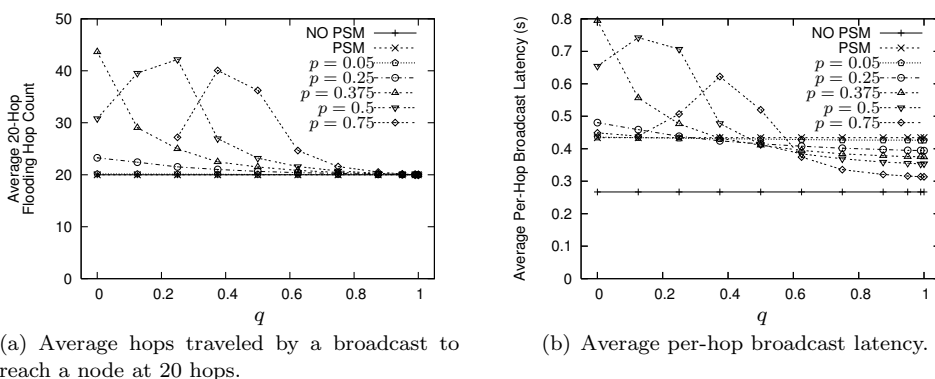 50
40
30
20
10
0
0 0.2 0.4 0.6 0.8 1
Average 20-Hop
Flooding Hop Count
q
NO PSM
PSM
p = 0.05
p = 0.25
p = 0.375
p = 0.5
p = 0.75
(a) Average hops traveled by a broadcast to
reach a node at 20 hops.
0.8
0.7
0.6
0.5
0.4
0.3
0.2
0.1
0
0 0.2 0.4 0.6 0.8 1
Average Per-Hop Broadcast Latency (s)
q
NO PSM
PSM
p = 0.05
p = 0.25
p = 0.375
p = 0.5
p = 0.75
(b) Average per-hop broadcast latency.